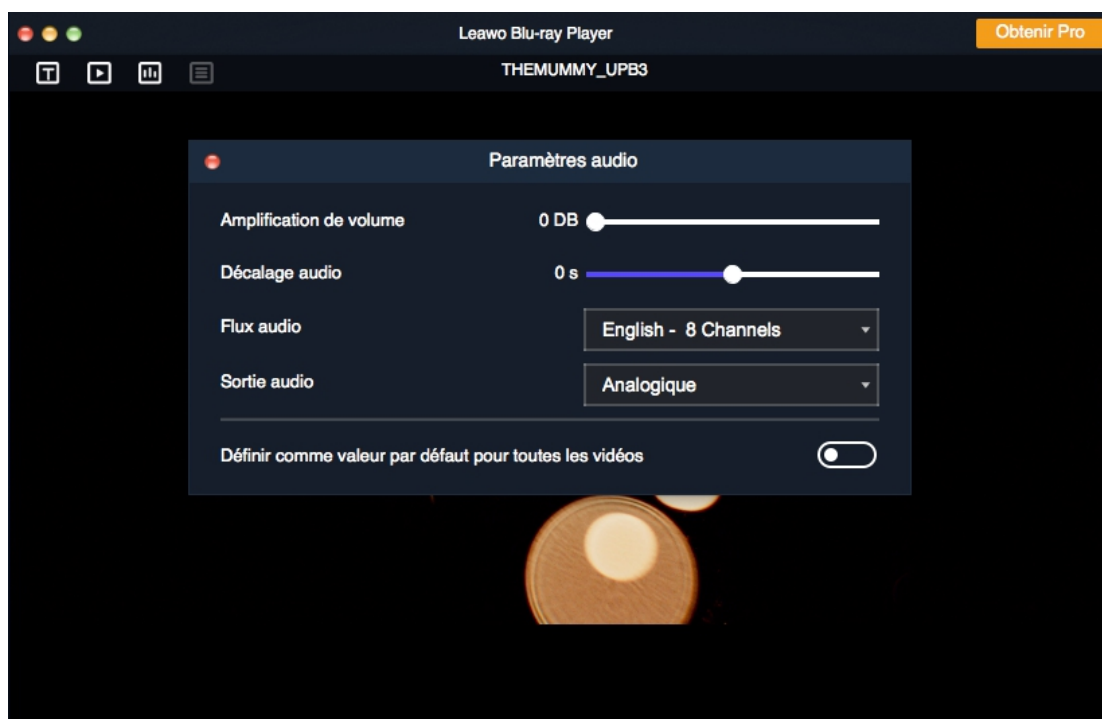 Leawo Blu-ray Player
Obtenir Pro
THEMUMMY_UPB3
Paramètres audio
Amplification de volume 0 DB
Décalage audio 0 s
Flux audio English - 8 Channels
Sortie audio Analogique
Définir comme valeur par défaut pour toutes les vidéos